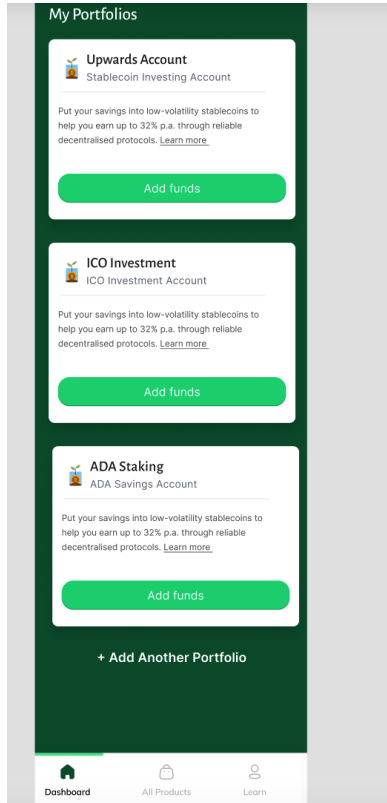 My Portfolios
Upwards Account
Stablecoin Investing Account
Put your savings into low-volatility stablecoins to
help you earn up to 32% p.a. through reliable
decentralised protocols. Learn more
Add funds
ICO Investment
ICO Investment Account
Put your savings into low-volatility stablecoins to
help you earn up to 32% p.a. through reliable
decentralised protocols. Learn more
Add funds
ADA Staking
ADA Savings Account
Put your savings into low-volatility stablecoins to
help you earn up to 32% p.a. through reliable
decentralised protocols. Learn more
Add funds
+ Add Another Portfolio
Dashboard All Products Learn